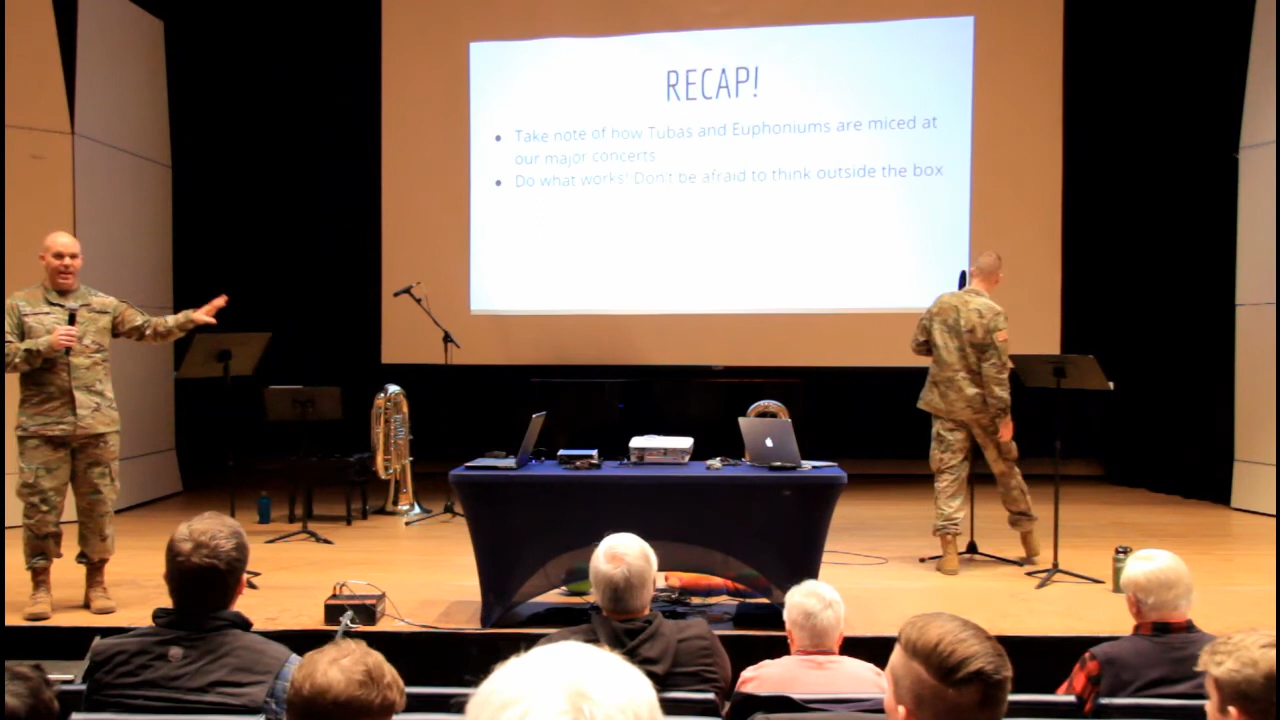 RECAP!
• Take note of how Tubas and Euphoniums are miced at
our major concerts
• Do what works! Don't be afraid to think outside the box